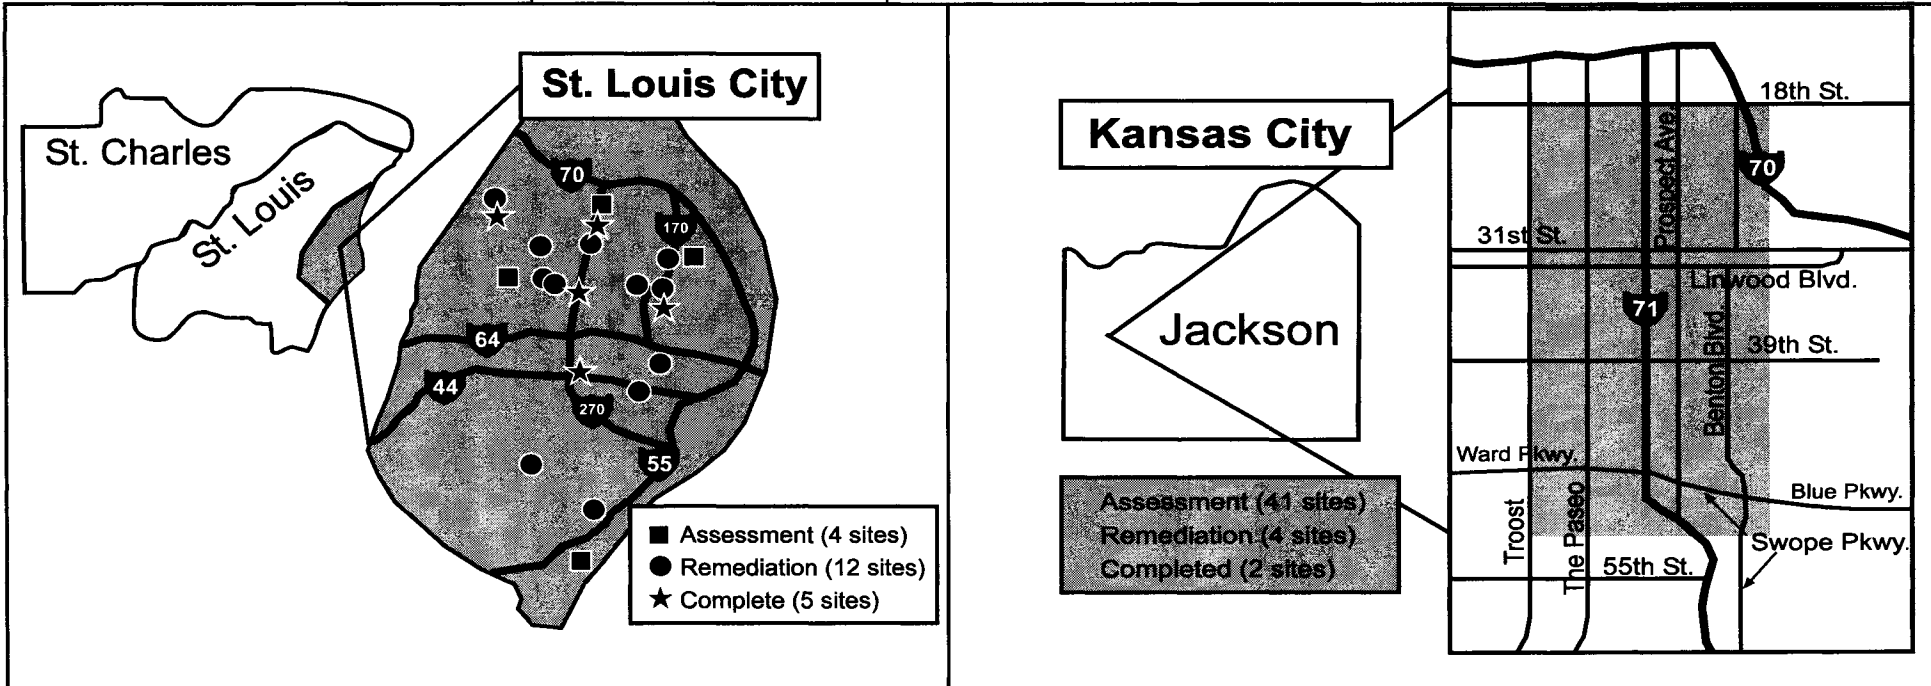 St. Louis City
St. Charles
St. Louis
70
170
64
44
270
55
Assessment (4 sites)
Remediation (12 sites)
Complete (5 sites)
Kansas City
Jackson
Assessment (41 sites)
Remediation (4 sites)
Completed (2 sites)
18th St.
Prospect Ave.
70
31st St.
Linwood Blvd.
71
Benton Blvd.
39th St.
Ward Pkwy.
Blue Pkwy.
Troost
The Paseo
Swope Pkwy.
55th St.